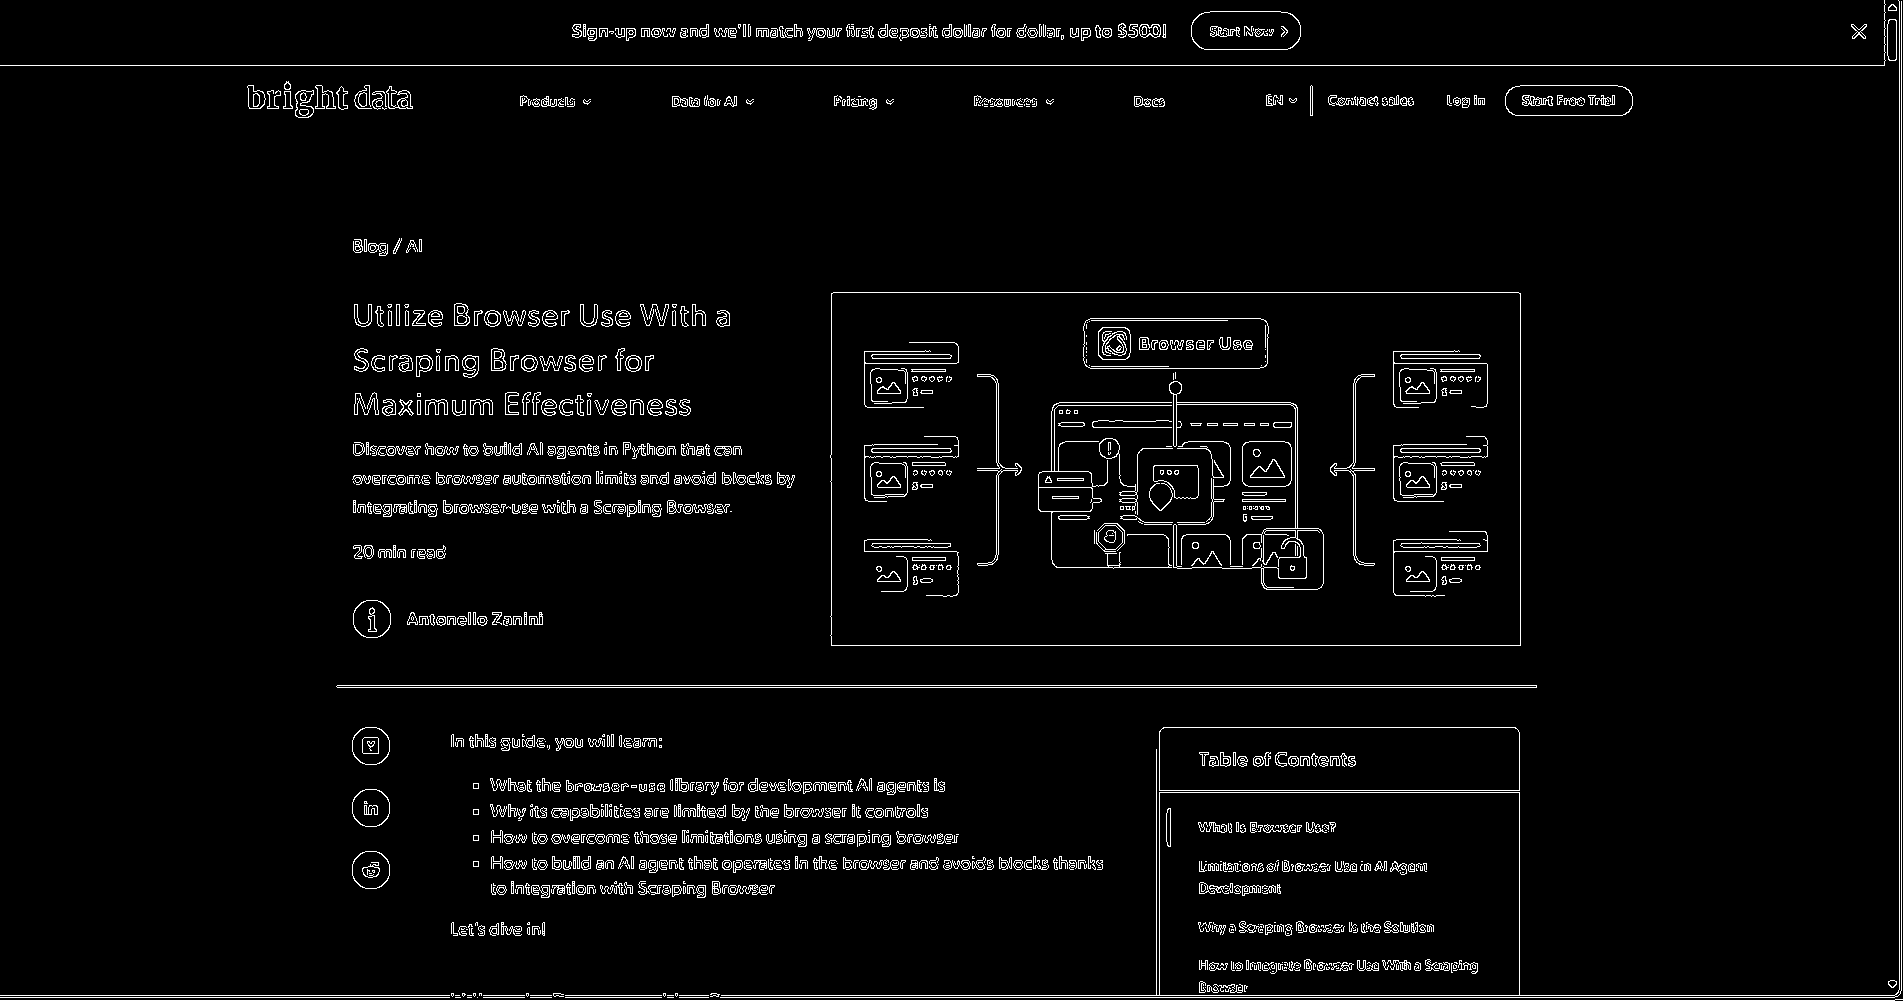 Sign-up now and we'll match your first deposit dollar for dollar, up to $500!
Start Now
bright data
Products
Data for AI
Pricing
Resources
Docs
EN
Contact sales
Log in
Start Free Trial
Blog / AI
Utilize Browser Use With a
Scraping Browser for
Maximum Effectiveness
Discover how to build AI agents in Python that can
overcome browser automation limits and avoid blocks by
integrating browser-use with a Scraping Browser.
20 min read
Antonello Zanini
Browser Use
In this guide, you will learn:
What the browser-use library for development AI agents is
Why its capabilities are limited by the browser it controls
How to overcome those limitations using a scraping browser
How to build an AI agent that operates in the browser and avoids blocks thanks
to integration with Scraping Browser
Let's dive in!
Table of Contents
What Is Browser Use?
Limitations of Browser Use in AI Agent
Development
Why a Scraping Browser Is the Solution
How to Integrate Browser Use With a Scraping
Browser